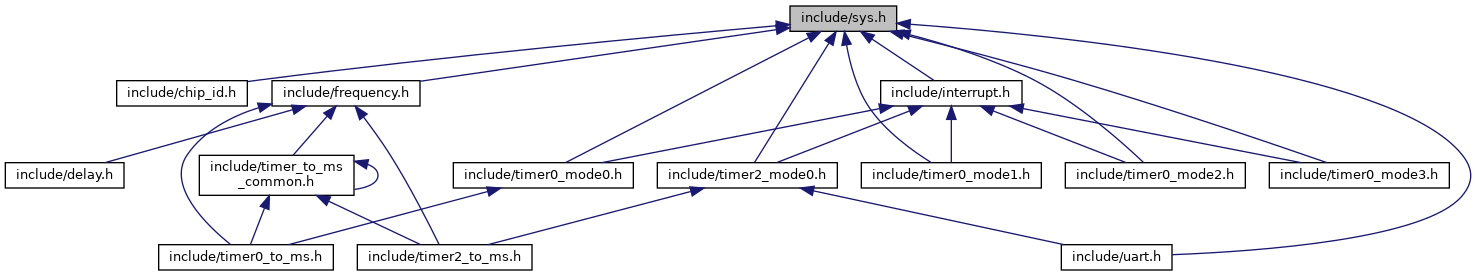 include/sys.h
include/chip_id.h
include/frequency.h
include/interrupt.h
include/delay.h
include/timer_to_ms
_common.h
include/timer0_mode0.h
include/timer2_mode0.h
include/timer0_mode1.h
include/timer0_mode2.h
include/timer0_mode3.h
include/timer0_to_ms.h
include/timer2_to_ms.h
include/uart.h